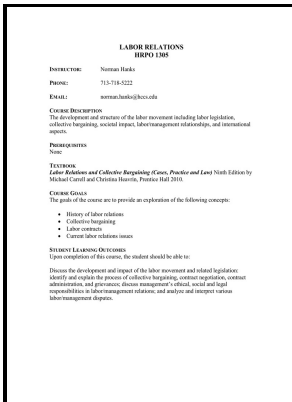 LABOR RELATIONS
HRPO 1305
INSTRUCTOR: Norman Hanks
PHONE: 713-718-5222
EMAIL: norman.hanks@hccs.edu
COURSE DESCRIPTION
The development and structure of the labor movement including labor legislation,
collective bargaining, societal impact, labor/management relationships, and international
aspects.
PREREQUISITES
None
TEXTBOOK
Labor Relations and Collective Bargaining (Cases, Practice and Law) Ninth Edition by
Michael Carrell and Christina Heavrin, Prentice Hall 2010.
COURSE GOALS
The goals of the course are to provide an exploration of the following concepts:
• History of labor relations
• Collective bargaining
• Labor contracts
• Current labor relations issues
STUDENT LEARNING OUTCOMES
Upon completion of this course, the student should be able to:
Discuss the development and impact of the labor movement and related legislation:
identify and explain the process of collective bargaining, contract negotiation, contract
administration, and grievances; discuss management's ethical, social and legal
responsibilities in labor/management relations; and analyze and interpret various
labor/management disputes.